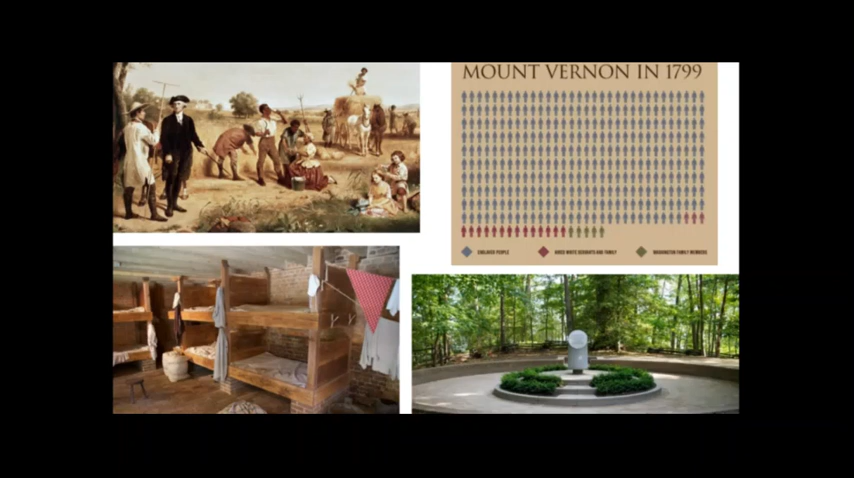 MOUNT VERNON IN 1799
ENSLAVED PEOPLE
HIRED WHITE SERVANTS AND FAMILY
WASHINGTON FAMILY MEMBERS